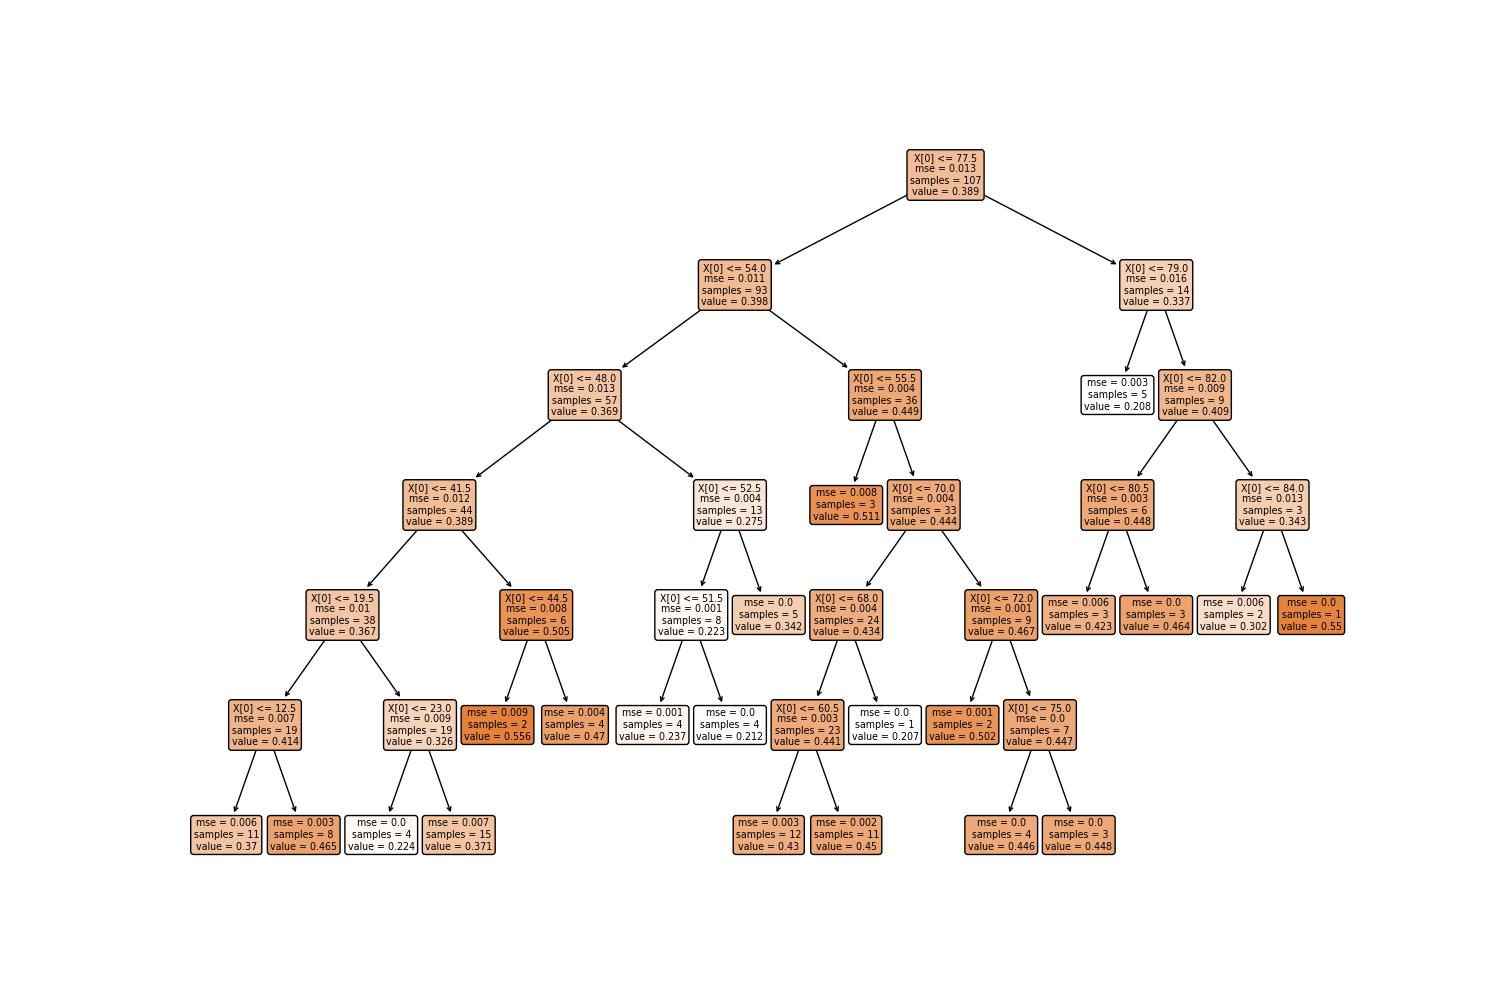 X[0] <= 77.5
mse = 0.013
samples = 107
value = 0.389
X[0] <= 54.0
mse = 0.011
samples = 93
value = 0.398
X[0] <= 79.0
mse = 0.016
samples = 14
value = 0.337
X[0] <= 48.0
mse = 0.013
samples = 57
value = 0.369
X[0] <= 55.5
mse = 0.004
samples = 36
value = 0.449
mse = 0.003
samples = 5
value = 0.208
X[0] <= 82.0
mse = 0.009
samples = 9
value = 0.409
X[0] <= 41.5
mse = 0.012
samples = 44
value = 0.389
X[0] <= 52.5
mse = 0.004
samples = 13
value = 0.275
mse = 0.008
samples = 3
value = 0.511
X[0] <= 70.0
mse = 0.004
samples = 33
value = 0.444
X[0] <= 80.5
mse = 0.003
samples = 6
value = 0.448
X[0] <= 84.0
mse = 0.013
samples = 3
value = 0.343
X[0] <= 19.5
mse = 0.01
samples = 38
value = 0.367
X[0] <= 44.5
mse = 0.008
samples = 6
value = 0.505
X[0] <= 51.5
mse = 0.001
samples = 8
value = 0.223
mse = 0.0
samples = 5
value = 0.342
X[0] <= 68.0
mse = 0.004
samples = 24
value = 0.434
X[0] <= 72.0
mse = 0.001
samples = 9
value = 0.467
mse = 0.006
samples = 3
value = 0.423
mse = 0.0
samples = 3
value = 0.464
mse = 0.006
samples = 2
value = 0.302
mse = 0.0
samples = 1
value = 0.55
X[0] <= 12.5
mse = 0.007
samples = 19
value = 0.414
X[0] <= 23.0
mse = 0.009
samples = 19
value = 0.326
mse = 0.009
samples = 2
value = 0.556
mse = 0.004
samples = 4
value = 0.47
mse = 0.001
samples = 4
value = 0.237
mse = 0.0
samples = 4
value = 0.212
X[0] <= 60.5
mse = 0.003
samples = 23
value = 0.441
mse = 0.0
samples = 1
value = 0.207
mse = 0.001
samples = 2
value = 0.502
X[0] <= 75.0
mse = 0.0
samples = 7
value = 0.447
mse = 0.006
samples = 11
value = 0.37
mse = 0.003
samples = 8
value = 0.465
mse = 0.0
samples = 4
value = 0.224
mse = 0.007
samples = 15
value = 0.371
mse = 0.003
samples = 12
value = 0.43
mse = 0.002
samples = 11
value = 0.45
mse = 0.0
samples = 4
value = 0.446
mse = 0.0
samples = 3
value = 0.448